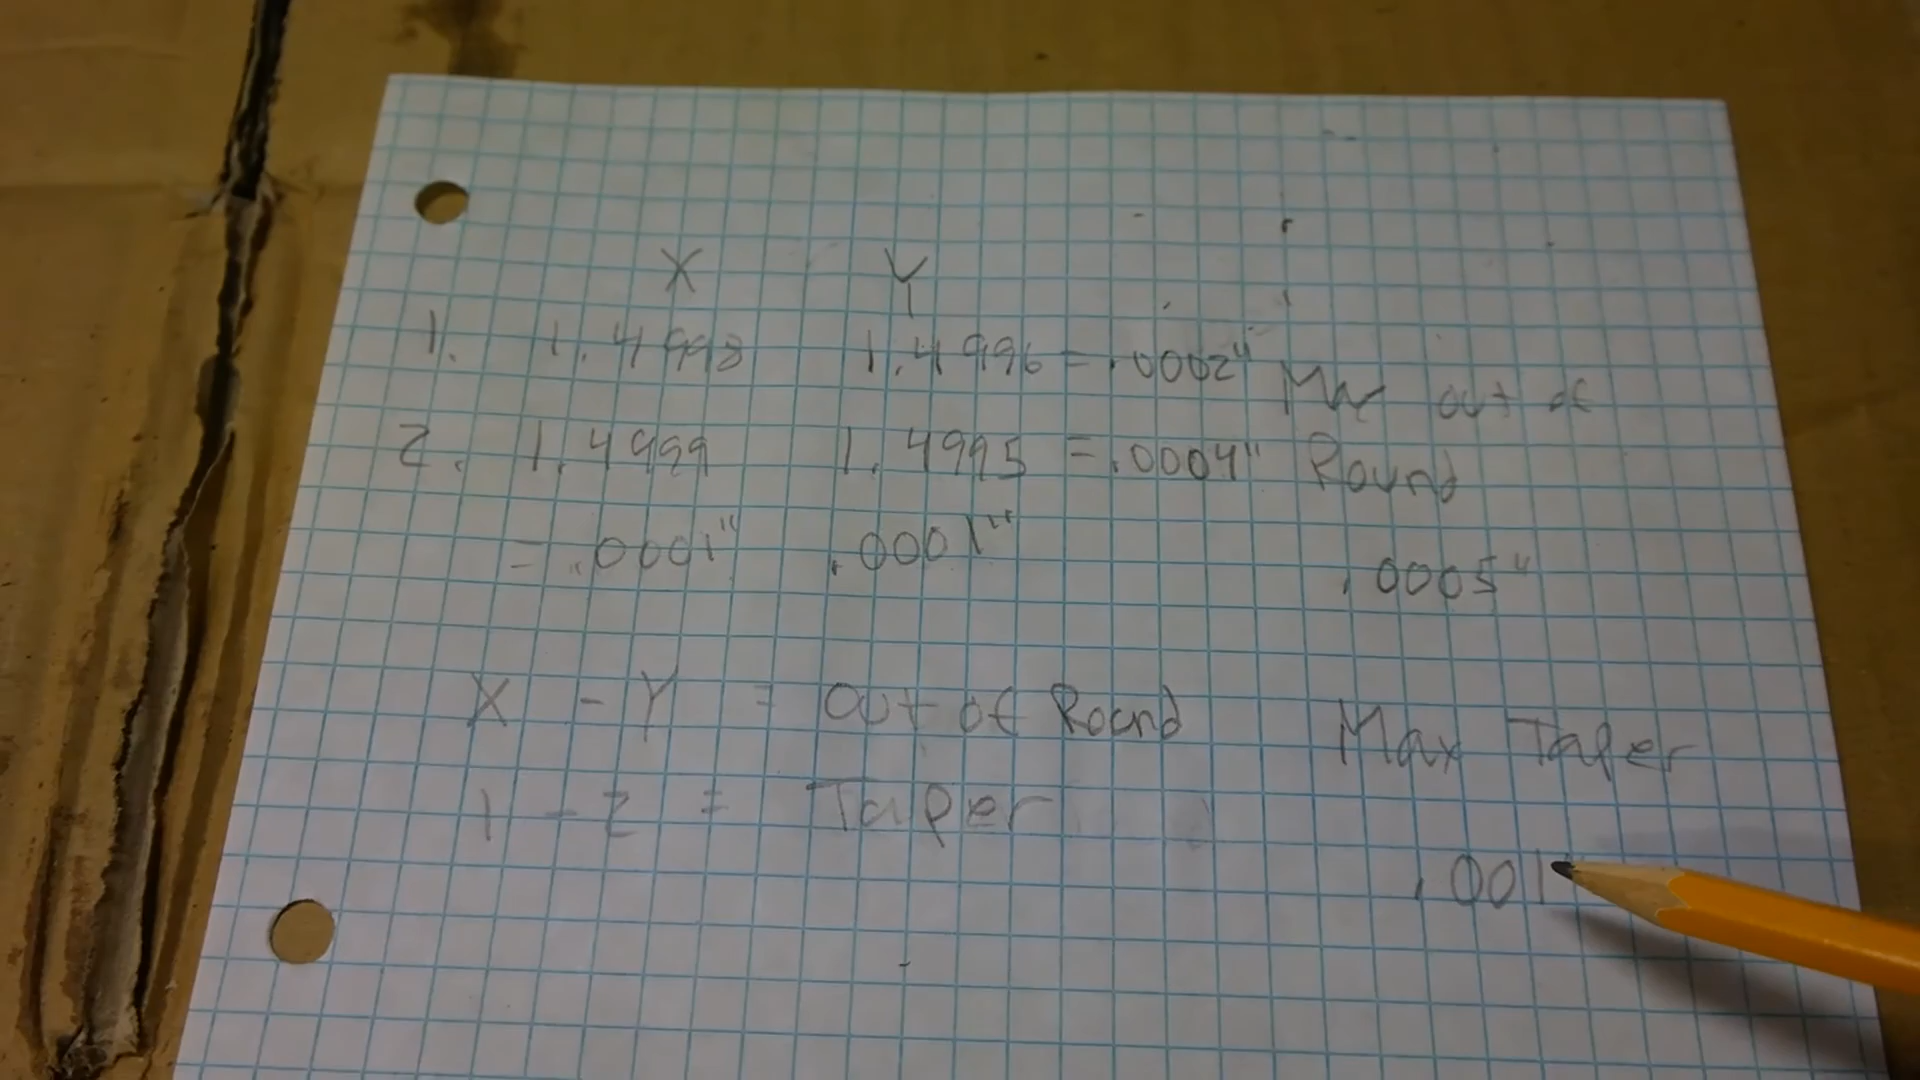 X Y
1. 1.4998 1.4996 = .0002" Max out of
2. 1.4999 1.4995 = .0004" Round
= .0001" .0001"
.0005"
X - Y = Out of Round
Max Taper
1 - 2 = Taper
.001